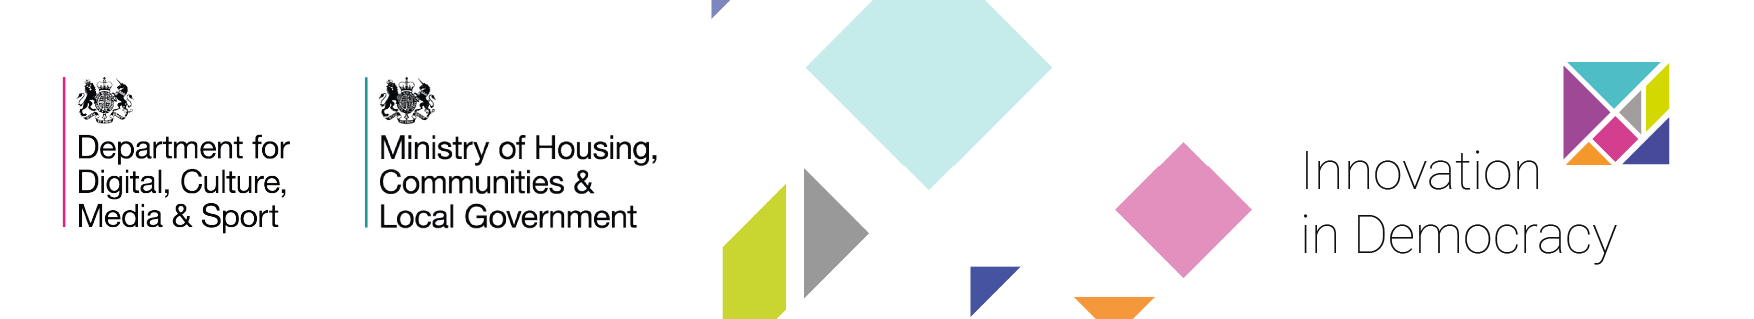 Department for
Digital, Culture,
Media & Sport
Ministry of Housing,
Communities &
Local Government
Innovation
in Democracy